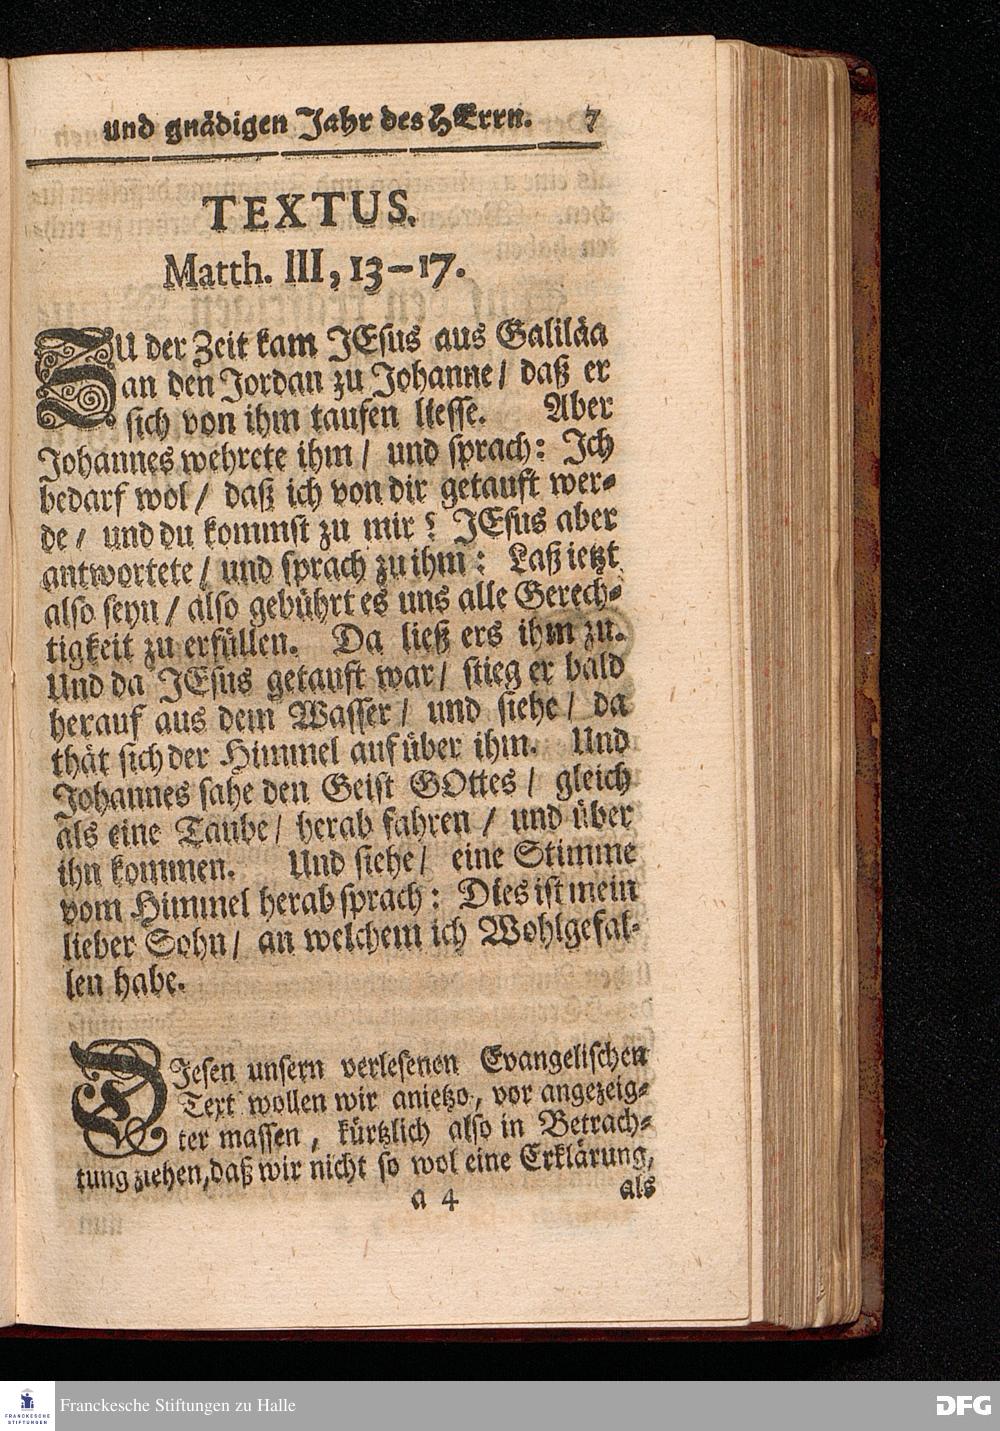 und gnädigen Jahr des HErrn. 7
TEXTUS.
Matth. III, 13-17.
ZU der Zeit kam JEsus aus Galiläa
an den Jordan zu Johanne/ daß er
sich von ihm taufen liesse. Aber
Johannes wehrete ihm/ und sprach: Ich
bedarf wol/ daß ich von dir getauft wer-
de/ und du kommst zu mir? JEsus aber
antwortete/ und sprach zu ihm: Laß ietzt
also seyn/ also gebührt es uns alle Gerech-
tigkeit zu erfüllen. Da ließ ers ihm zu.
Und da JEsus getauft war/ stieg er bald
herauf aus dem Wasser/ und siehe/ da
thät sich der Himmel auf über ihm. Und
Johannes sahe den Geist GOttes/ gleich
als eine Taube/ herab fahren/ und über
ihn kommen. Und siehe/ eine Stimme
vom Himmel herab sprach: Dies ist mein
lieber Sohn/ an welchem ich Wohlgefal-
len habe.
DIesen unsern verlesenen Evangelischen
Text wollen wir anietzo, vor angezeig-
ter massen, kürtzlich also in Betrach-
tung ziehen, daß wir nicht so wol eine Erklärung,
a 4 als
FRANCKESCHE
STIFTUNGEN
Franckesche Stiftungen zu Halle
DFG